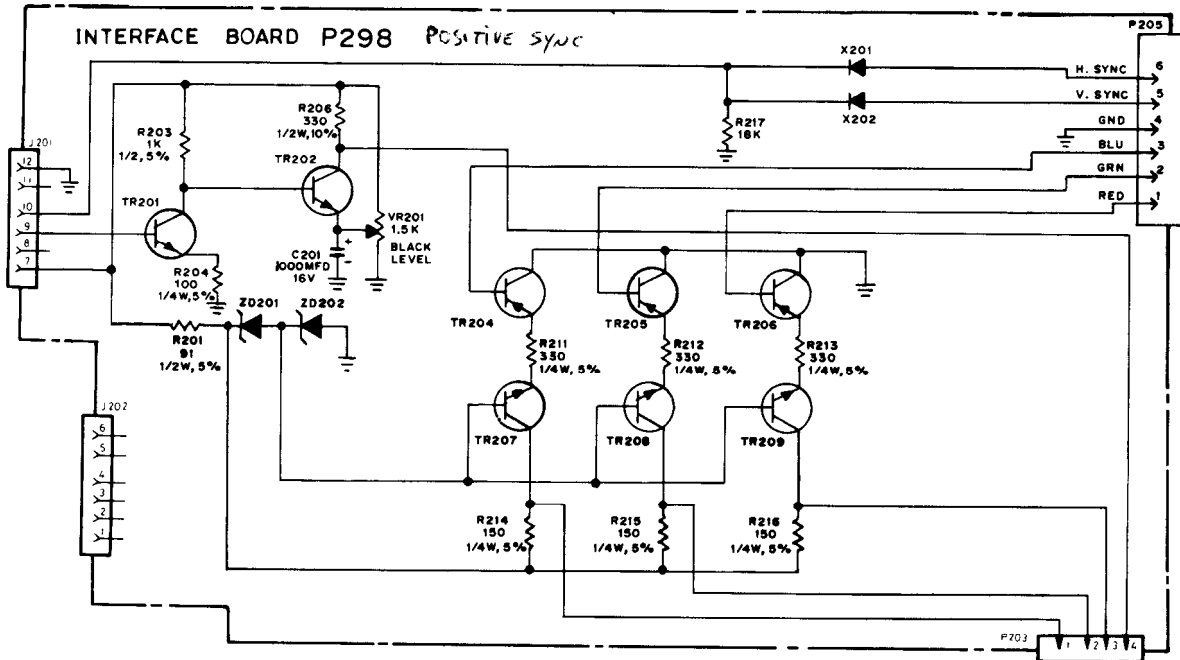 INTERFACE BOARD P298 POSITIVE SYNC
P205
X201
H. SYNC 6
V. SYNC 5
X202
GND 4
BLU 3
GRN 2
RED 1
R217
18K
R206
330
1/2W,10%
R203
1K
1/2,5%
TR202
J201
12
11
10
9
8
7
TR201
VR201
1.5K
BLACK
LEVEL
C201
1000MFD
16V
+
-
R204
100
1/4W,5%
ZD201
ZD202
R201
91
1/2W,5%
TR204
TR205
TR206
R211
330
1/4W,5%
R212
330
1/4W,5%
R213
330
1/4W,5%
TR207
TR208
TR209
J202
6
5
4
3
2
1
R214
150
1/4W,5%
R215
150
1/4W,5%
R216
150
1/4W,5%
P203
1 2 3 4